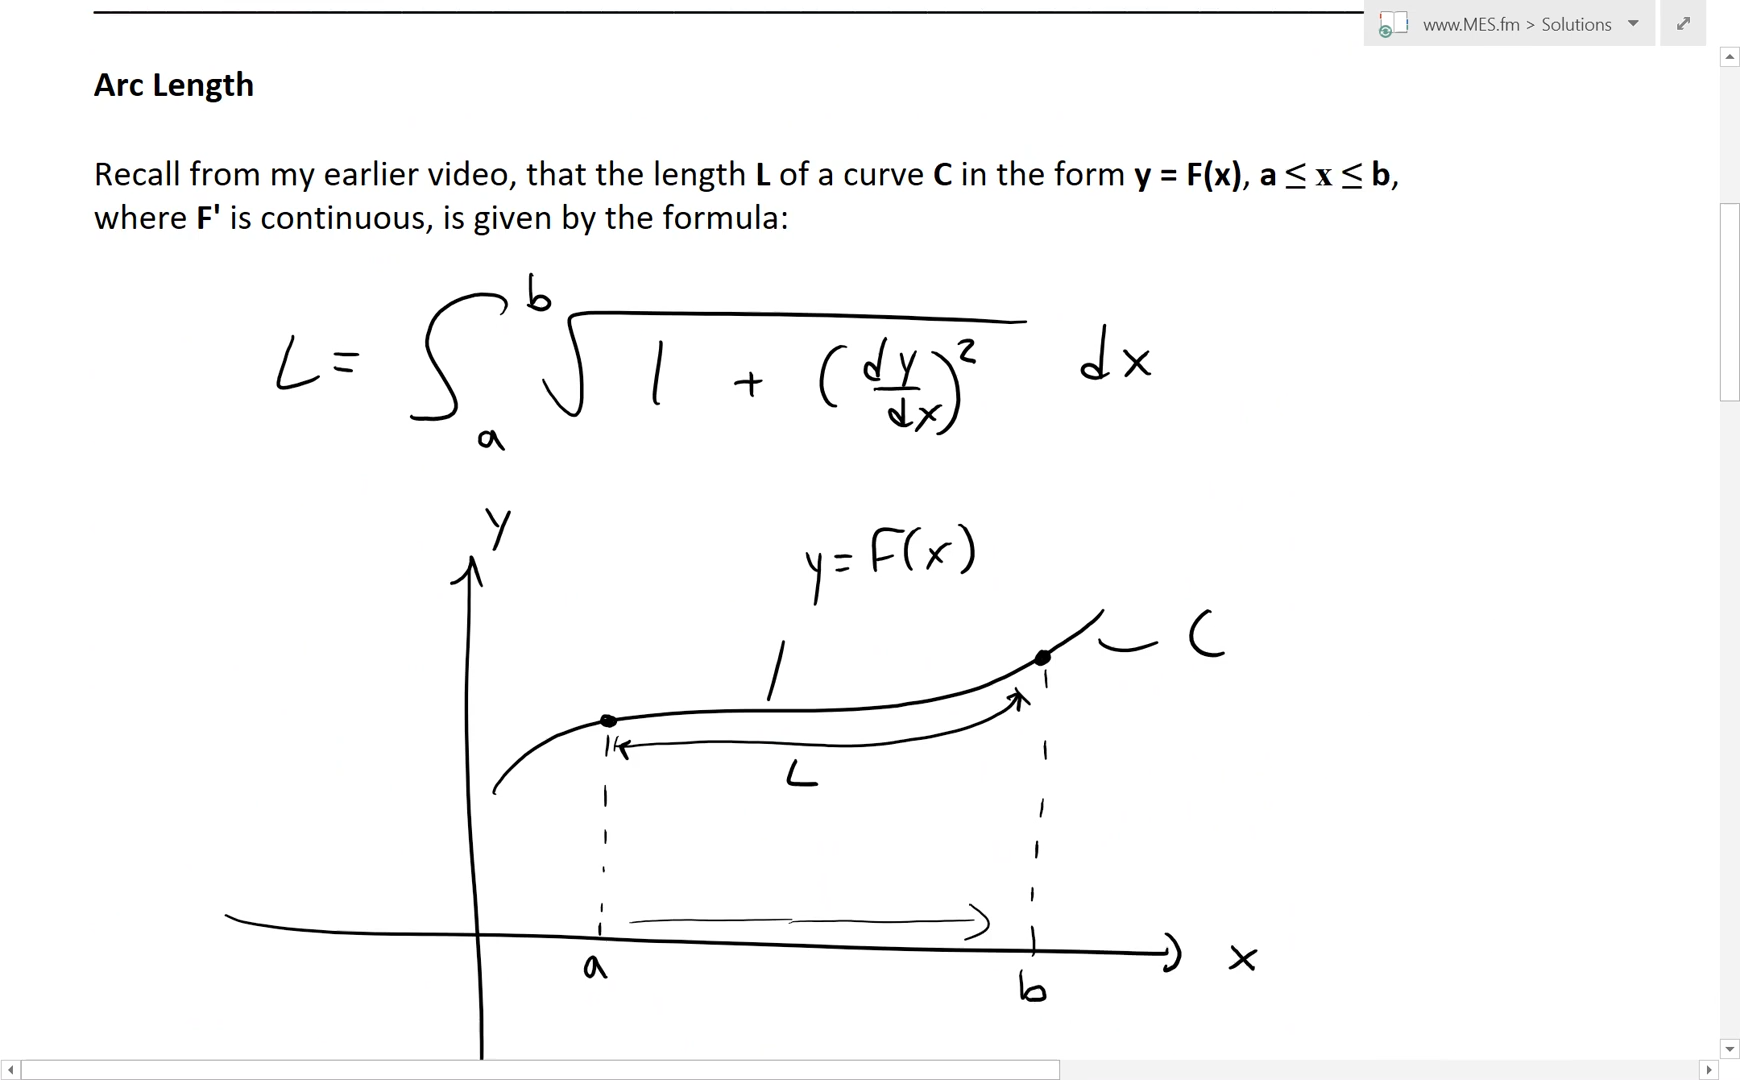 www.MES.fm > Solutions
Arc Length
Recall from my earlier video, that the length L of a curve C in the form y = F(x), a ≤ x ≤ b,
where F' is continuous, is given by the formula:
L = ∫_a^b √(1 + (dy/dx)²) dx
y
y = F(x)
C
L
a
b
x